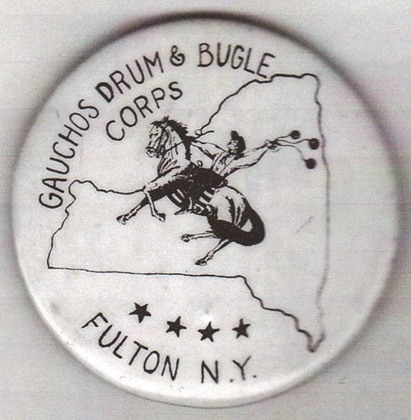 GAUCHOS DRUM & BUGLE
CORPS
FULTON N.Y.